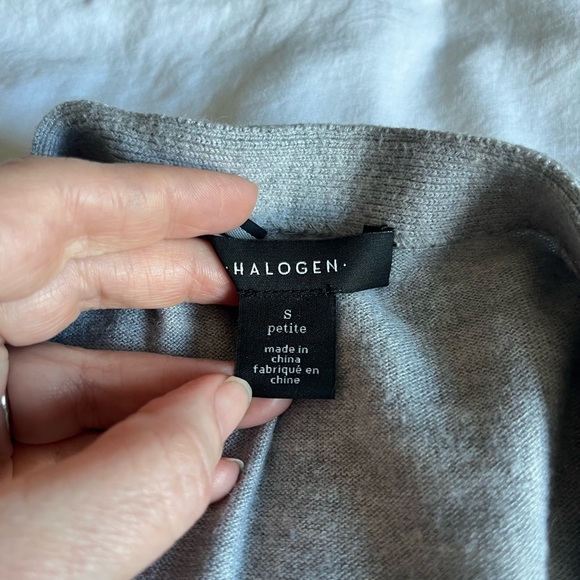 ·HALOGEN·
S
petite
made in
china
fabriqué en
chine